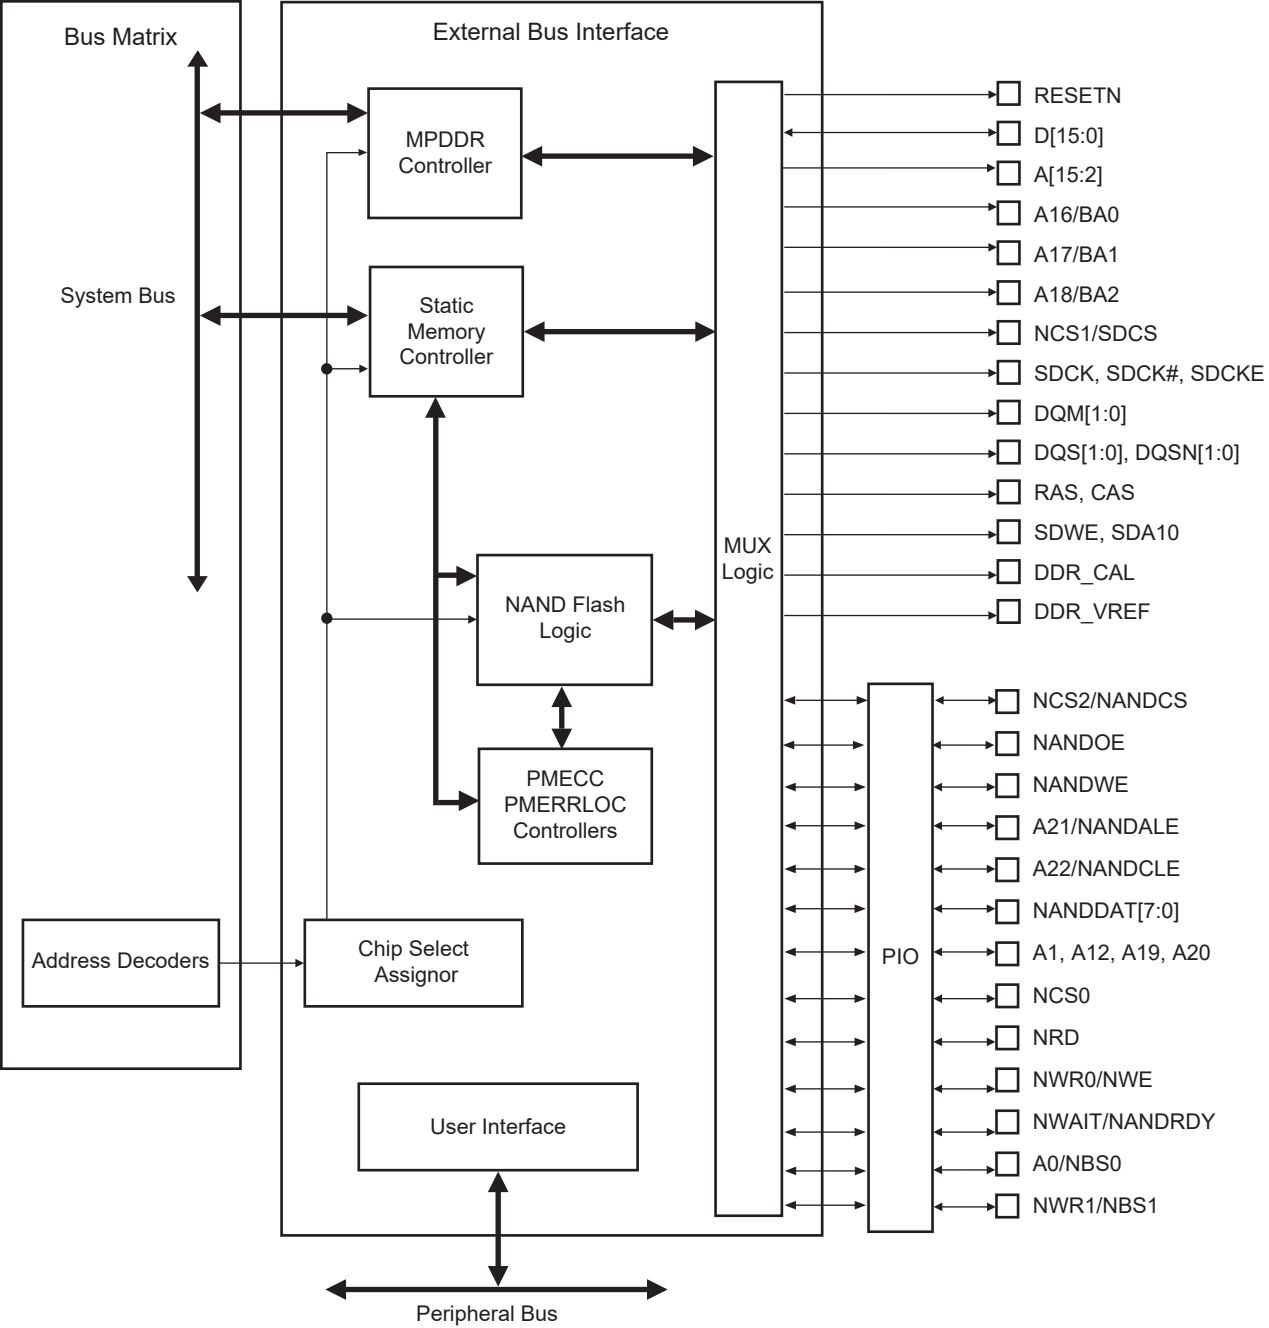 Bus Matrix
External Bus Interface
MPDDR
Controller
System Bus
Static
Memory
Controller
NAND Flash
Logic
PMECC
PMERRLOC
Controllers
MUX
Logic
Address Decoders
Chip Select
Assignor
User Interface
Peripheral Bus
PIO
RESETN
D[15:0]
A[15:2]
A16/BA0
A17/BA1
A18/BA2
NCS1/SDCS
SDCK, SDCK#, SDCKE
DQM[1:0]
DQS[1:0], DQSN[1:0]
RAS, CAS
SDWE, SDA10
DDR_CAL
DDR_VREF
NCS2/NANDCS
NANDOE
NANDWE
A21/NANDALE
A22/NANDCLE
NANDDAT[7:0]
A1, A12, A19, A20
NCS0
NRD
NWR0/NWE
NWAIT/NANDRDY
A0/NBS0
NWR1/NBS1